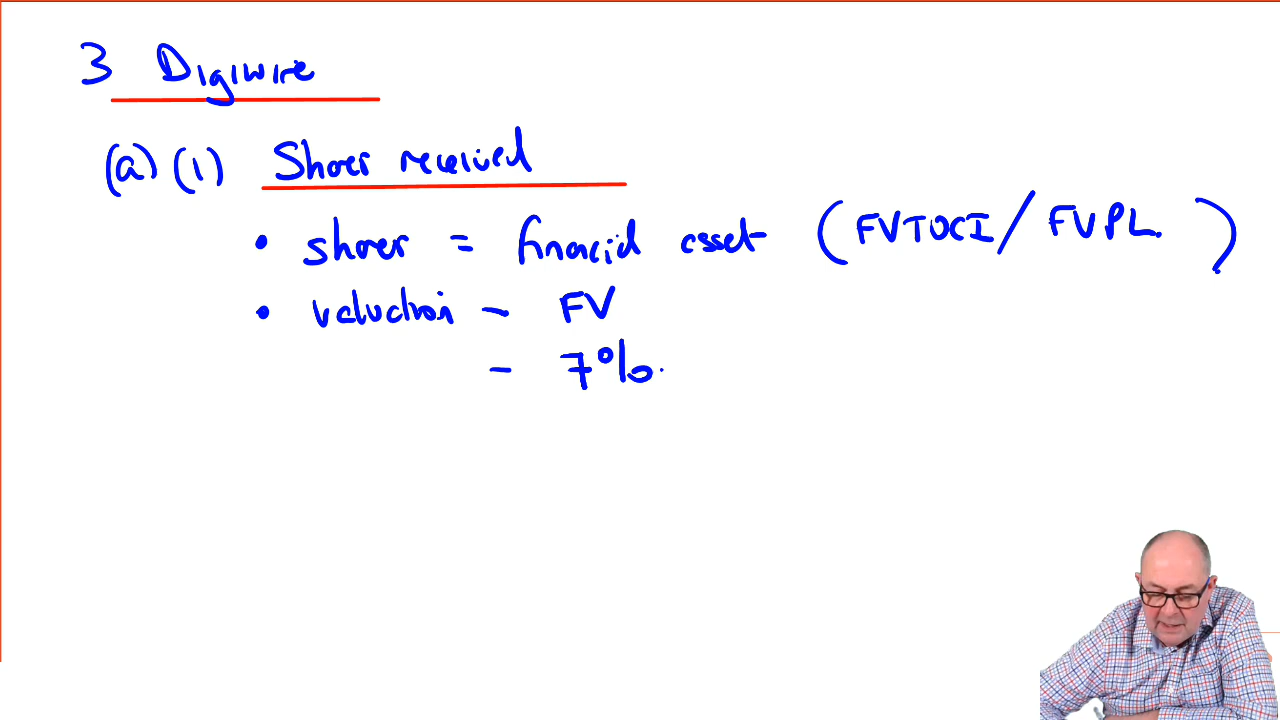 3 Digiwire
(a) (1) Shares received
• shares = financial asset (FVTOCI / FVPL )
• valuation - FV
- 7%.